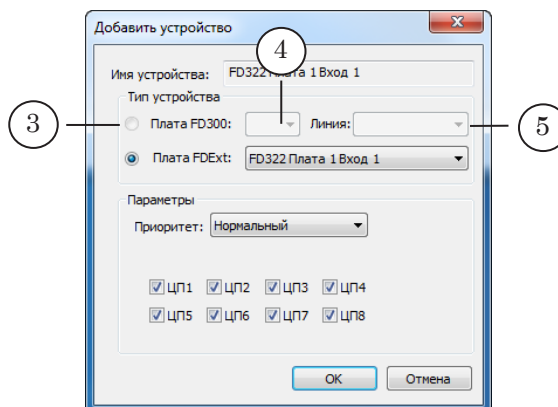 Добавить устройство
4
Имя устройства: FD322 Плата 1 Вход 1
Тип устройства
3
Плата FD300: Линия:
5
Плата FDExt: FD322 Плата 1 Вход 1
Параметры
Приоритет: Нормальный
ЦП1 ЦП2 ЦП3 ЦП4
ЦП5 ЦП6 ЦП7 ЦП8
OK Отмена